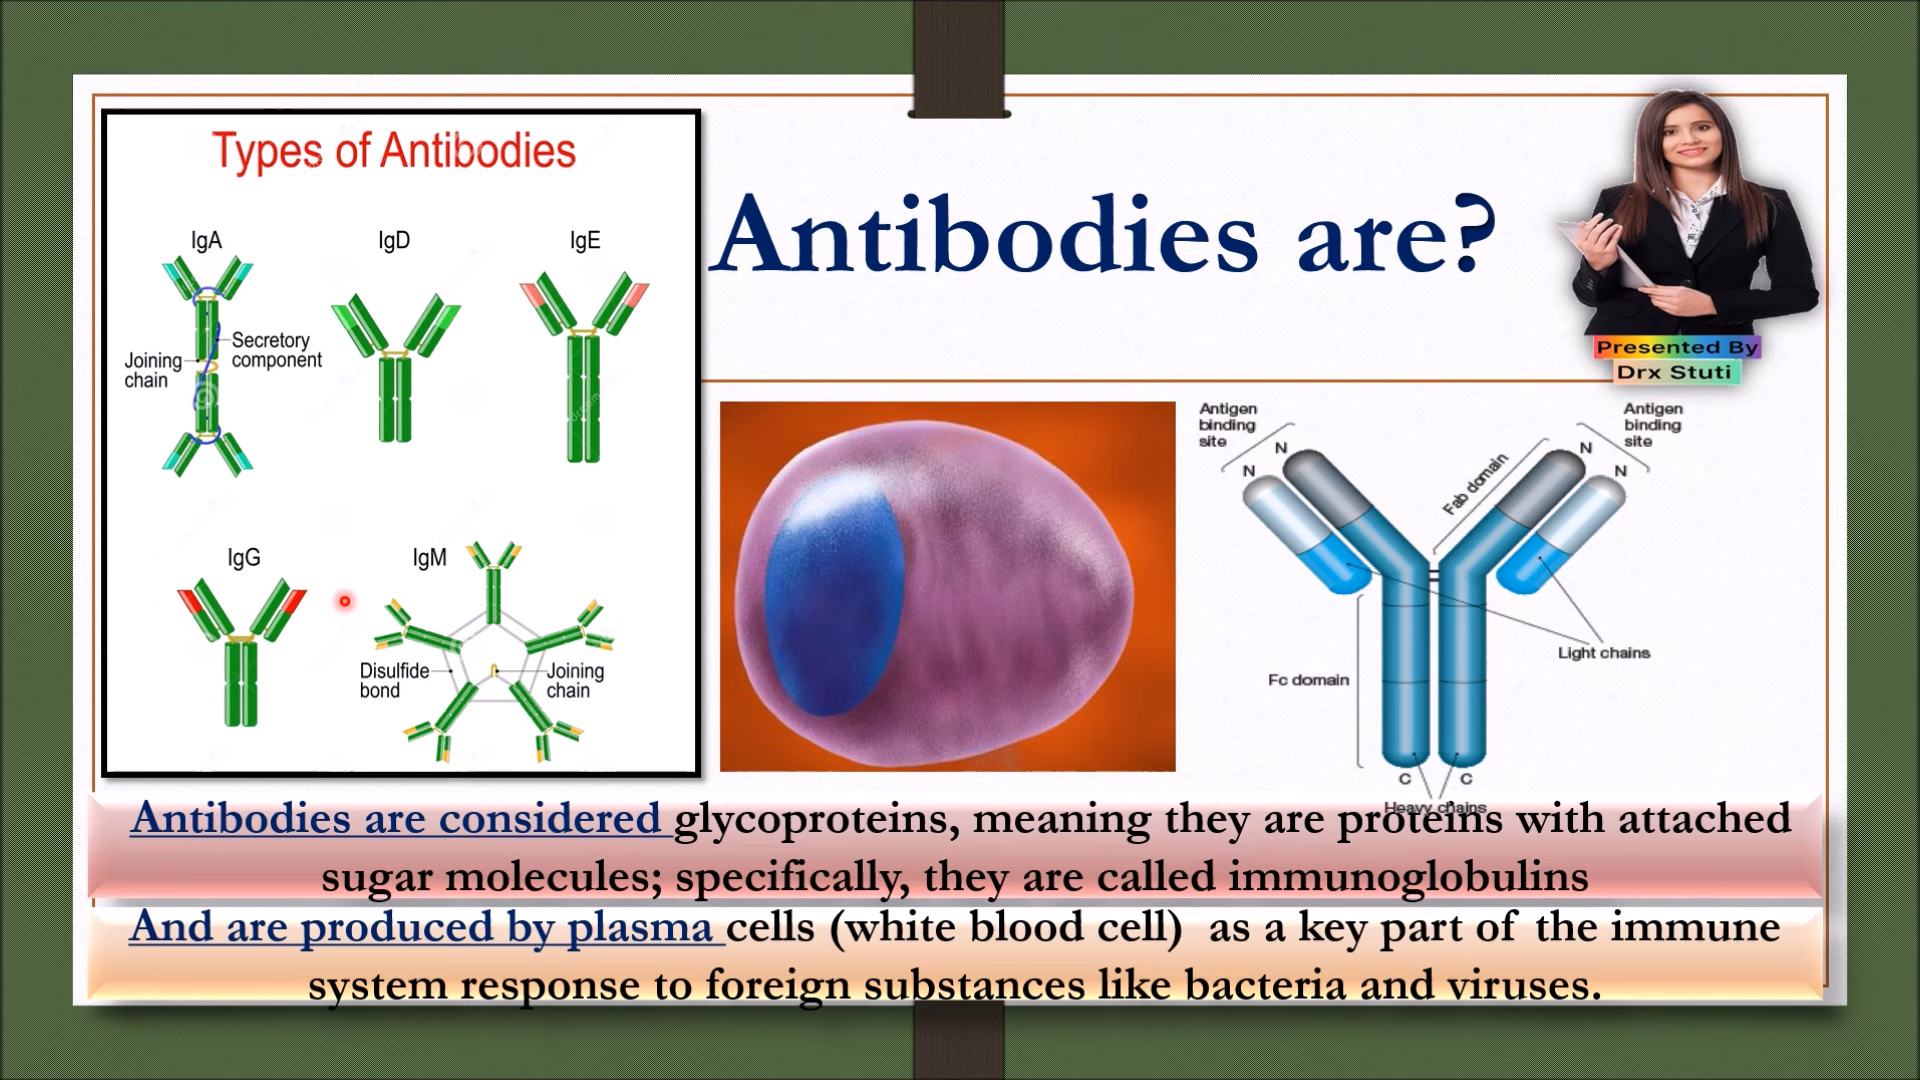 Types of Antibodies
IgA
IgD
IgE
Secretory
component
Joining
chain
IgG
IgM
Disulfide
bond
Joining
chain
Antibodies are?
Presented By
Drx Stuti
Antigen
binding
site
N
N
Fab domain
Antigen
binding
site
N
N
Light chains
Fc domain
C
C
Heavy chains
Antibodies are considered glycoproteins, meaning they are proteins with attached
sugar molecules; specifically, they are called immunoglobulins
And are produced by plasma cells (white blood cell)  as a key part of the immune
system response to foreign substances like bacteria and viruses.